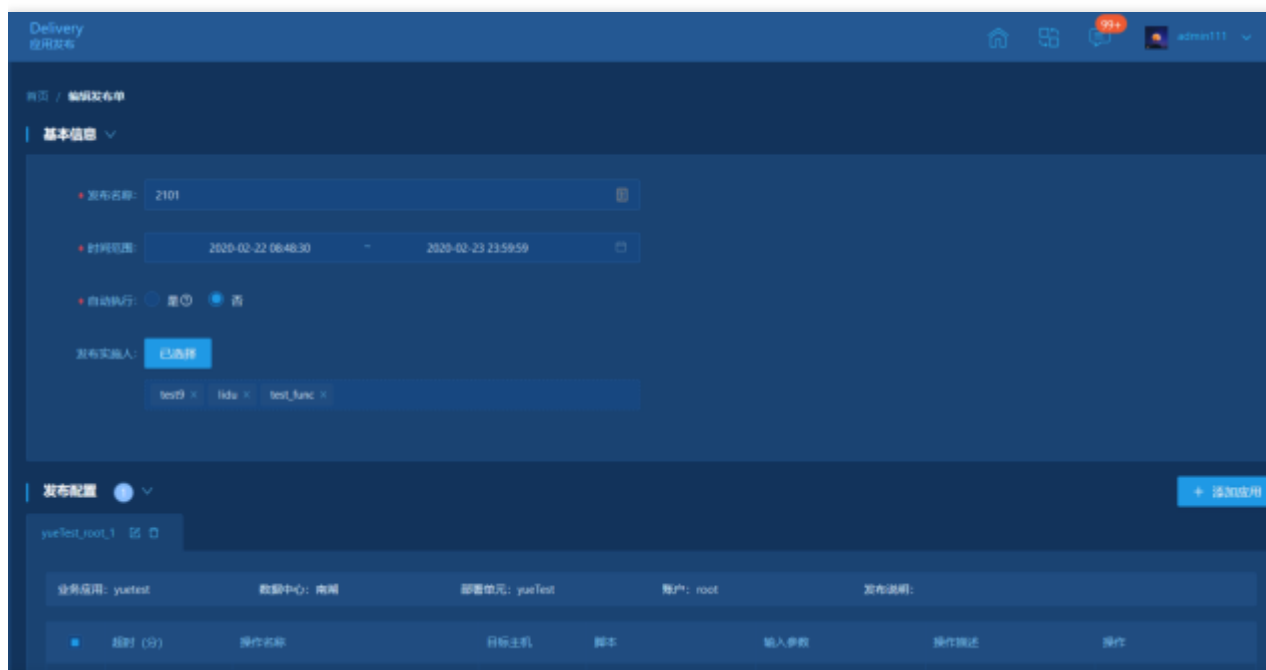 Delivery
应用发布
99+
admin111
首页 / 编辑发布单
基本信息
* 发布名称: 2101
* 时间范围: 2020-02-22 08:48:30 ~ 2020-02-23 23:59:59
* 自动执行: 是 ? 否
发布实施人: 已选择
test9 × lidu × test_func ×
发布配置 1
+ 添加应用
yueTest_root_1
业务应用: yuetest 数据中心: 南湖 部署单元: yueTest 账户: root 发布说明:
超时 (分) 操作名称 目标主机 脚本 输入参数 操作描述 操作